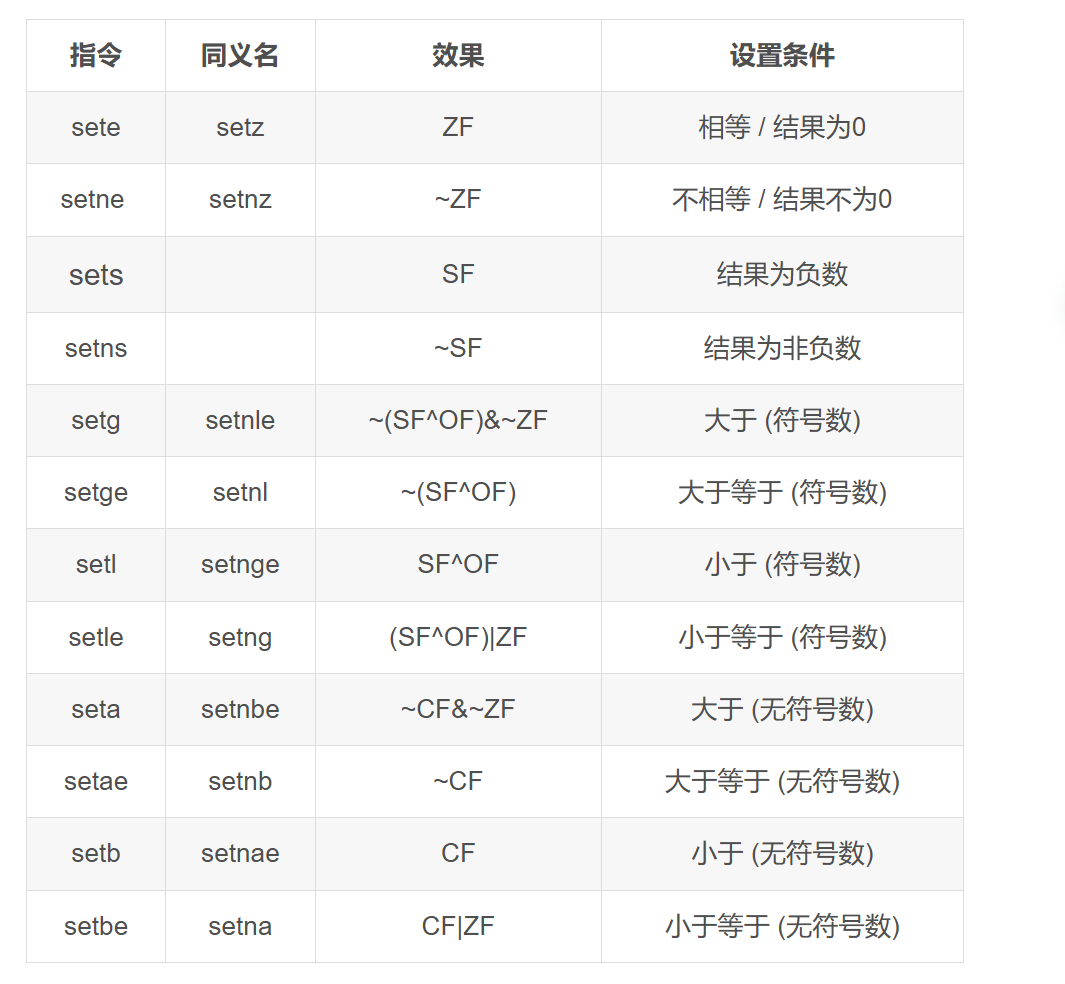 指令 同义名 效果 设置条件
sete setz ZF 相等 / 结果为0
setne setnz ~ZF 不相等 / 结果不为0
sets SF 结果为负数
setns ~SF 结果为非负数
setg setnle ~(SF^OF)&~ZF 大于 (符号数)
setge setnl ~(SF^OF) 大于等于 (符号数)
setl setnge SF^OF 小于 (符号数)
setle setng (SF^OF)|ZF 小于等于 (符号数)
seta setnbe ~CF&~ZF 大于 (无符号数)
setae setnb ~CF 大于等于 (无符号数)
setb setnae CF 小于 (无符号数)
setbe setna CF|ZF 小于等于 (无符号数)